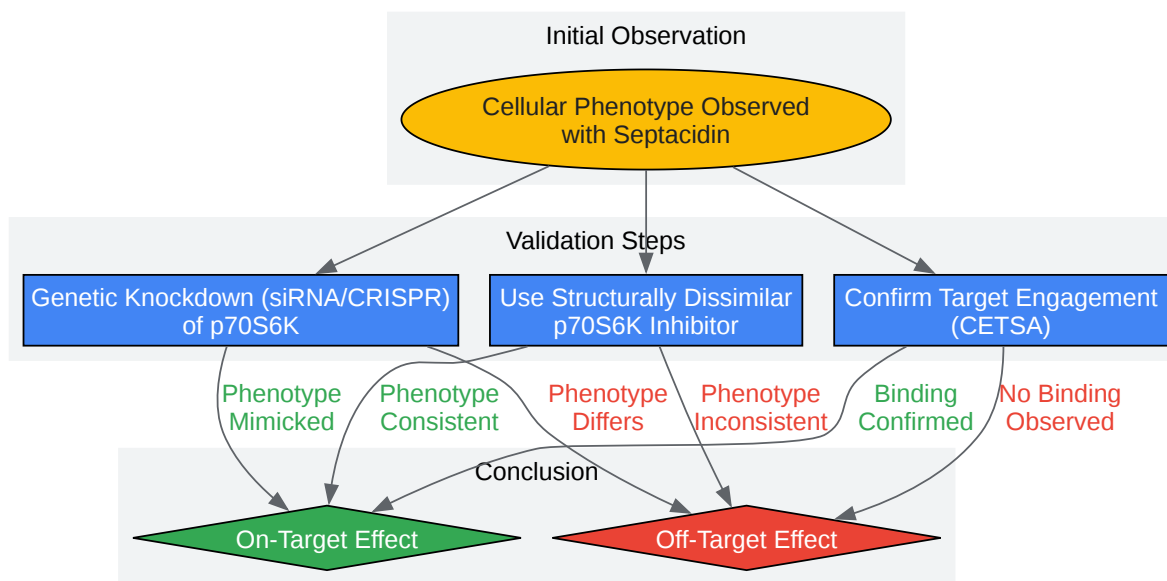 Initial Observation
Cellular Phenotype Observed
with Septacidin
Validation Steps
Genetic Knockdown (siRNA/CRISPR)
of p70S6K
Use Structurally Dissimilar
p70S6K Inhibitor
Confirm Target Engagement
(CETSA)
Phenotype
Mimicked
Phenotype
Consistent
Phenotype
Differs
Phenotype
Inconsistent
Binding
Confirmed
No Binding
Observed
Conclusion
On-Target Effect
Off-Target Effect